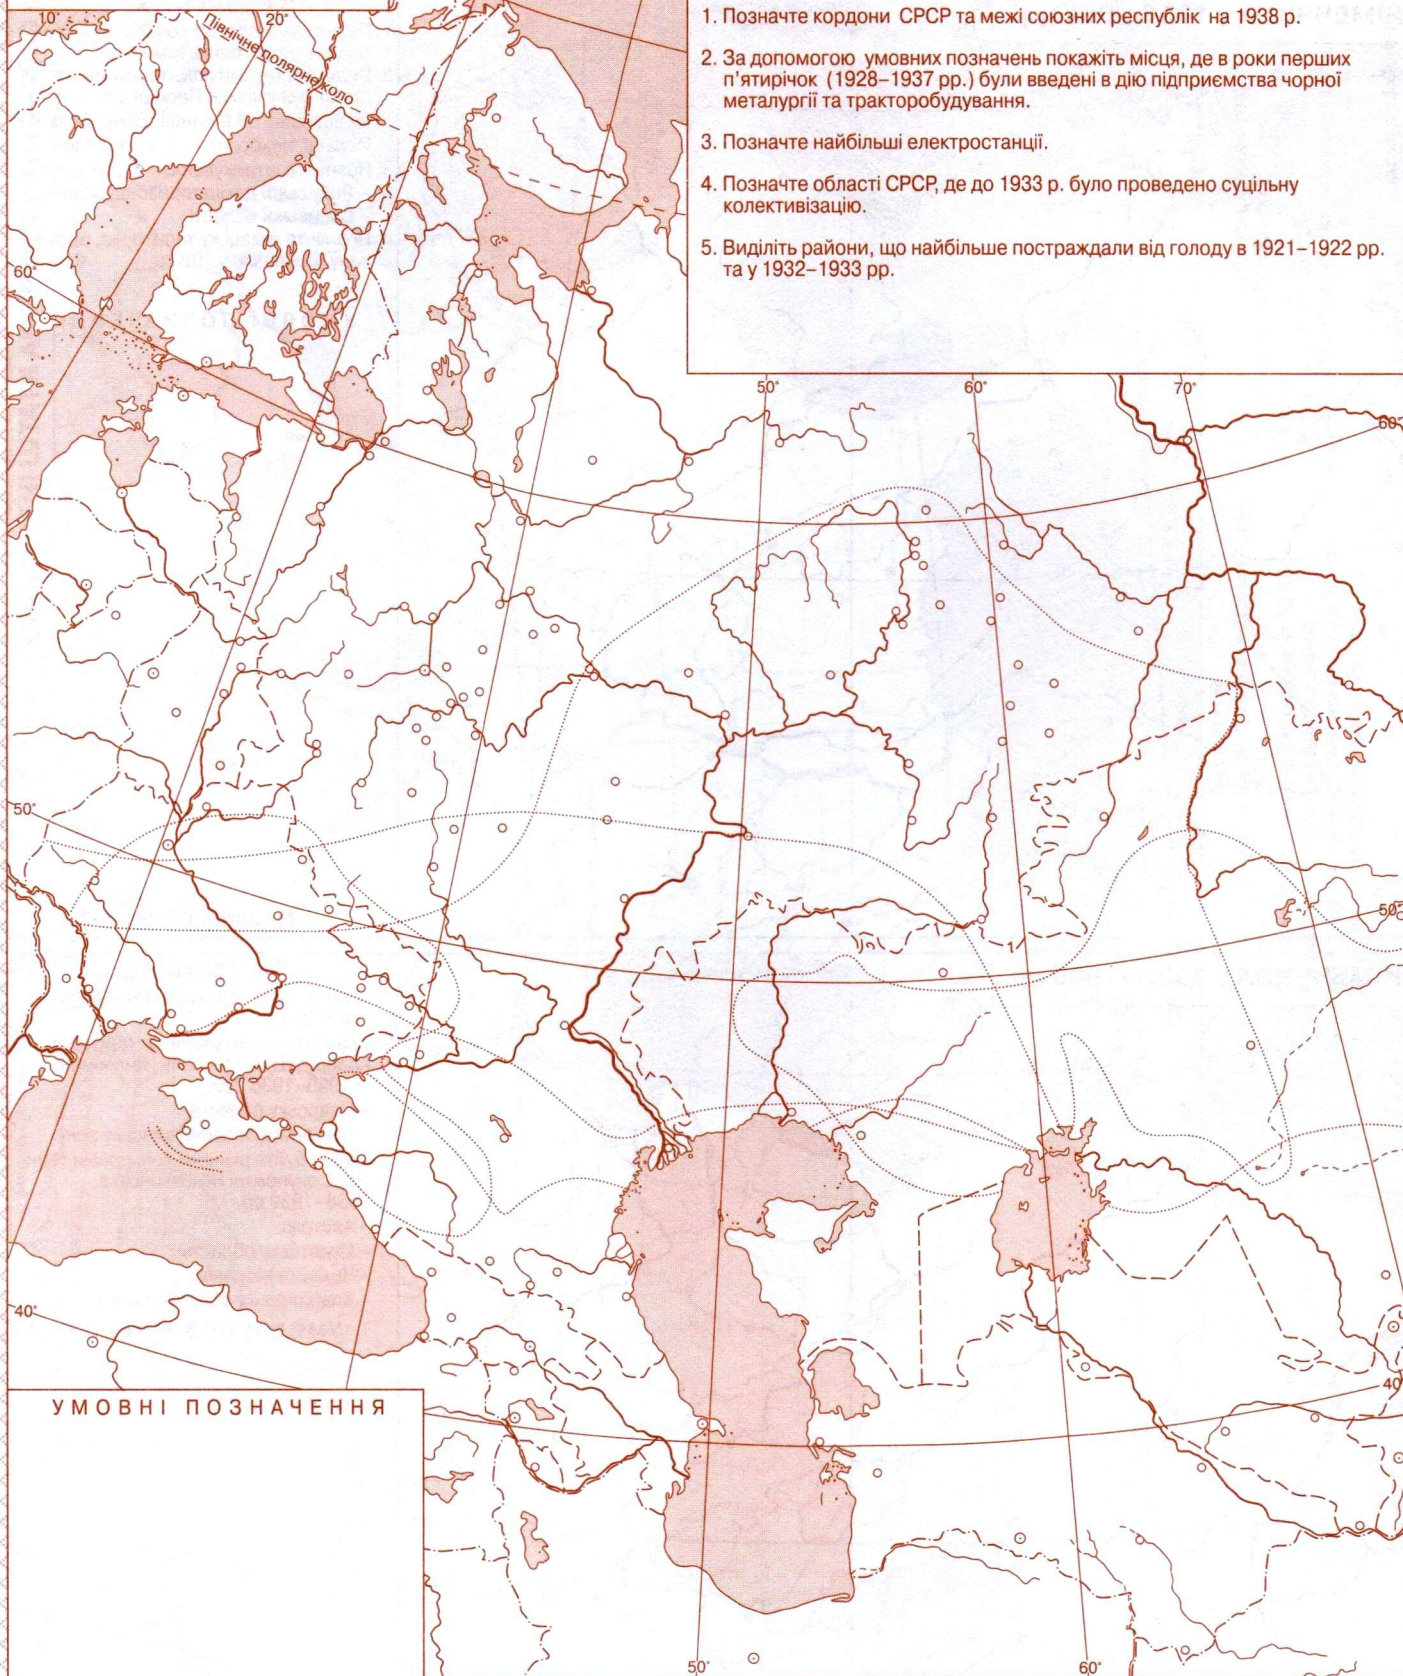 10°
20°
Північне полярне коло
1. Позначте кордони СРСР та межі союзних республік на 1938 р.
2. За допомогою умовних позначень покажіть місця, де в роки перших
п'ятирічок (1928–1937 рр.) були введені в дію підприємства чорної
металургії та тракторобудування.
3. Позначте найбільші електростанції.
4. Позначте області СРСР, де до 1933 р. було проведено суцільну
колективізацію.
5. Виділіть райони, що найбільше постраждали від голоду в 1921–1922 рр.
та у 1932–1933 рр.
60°
50°
60°
70°
60°
50°
50°
40°
40°
УМОВНІ ПОЗНАЧЕННЯ
50°
60°